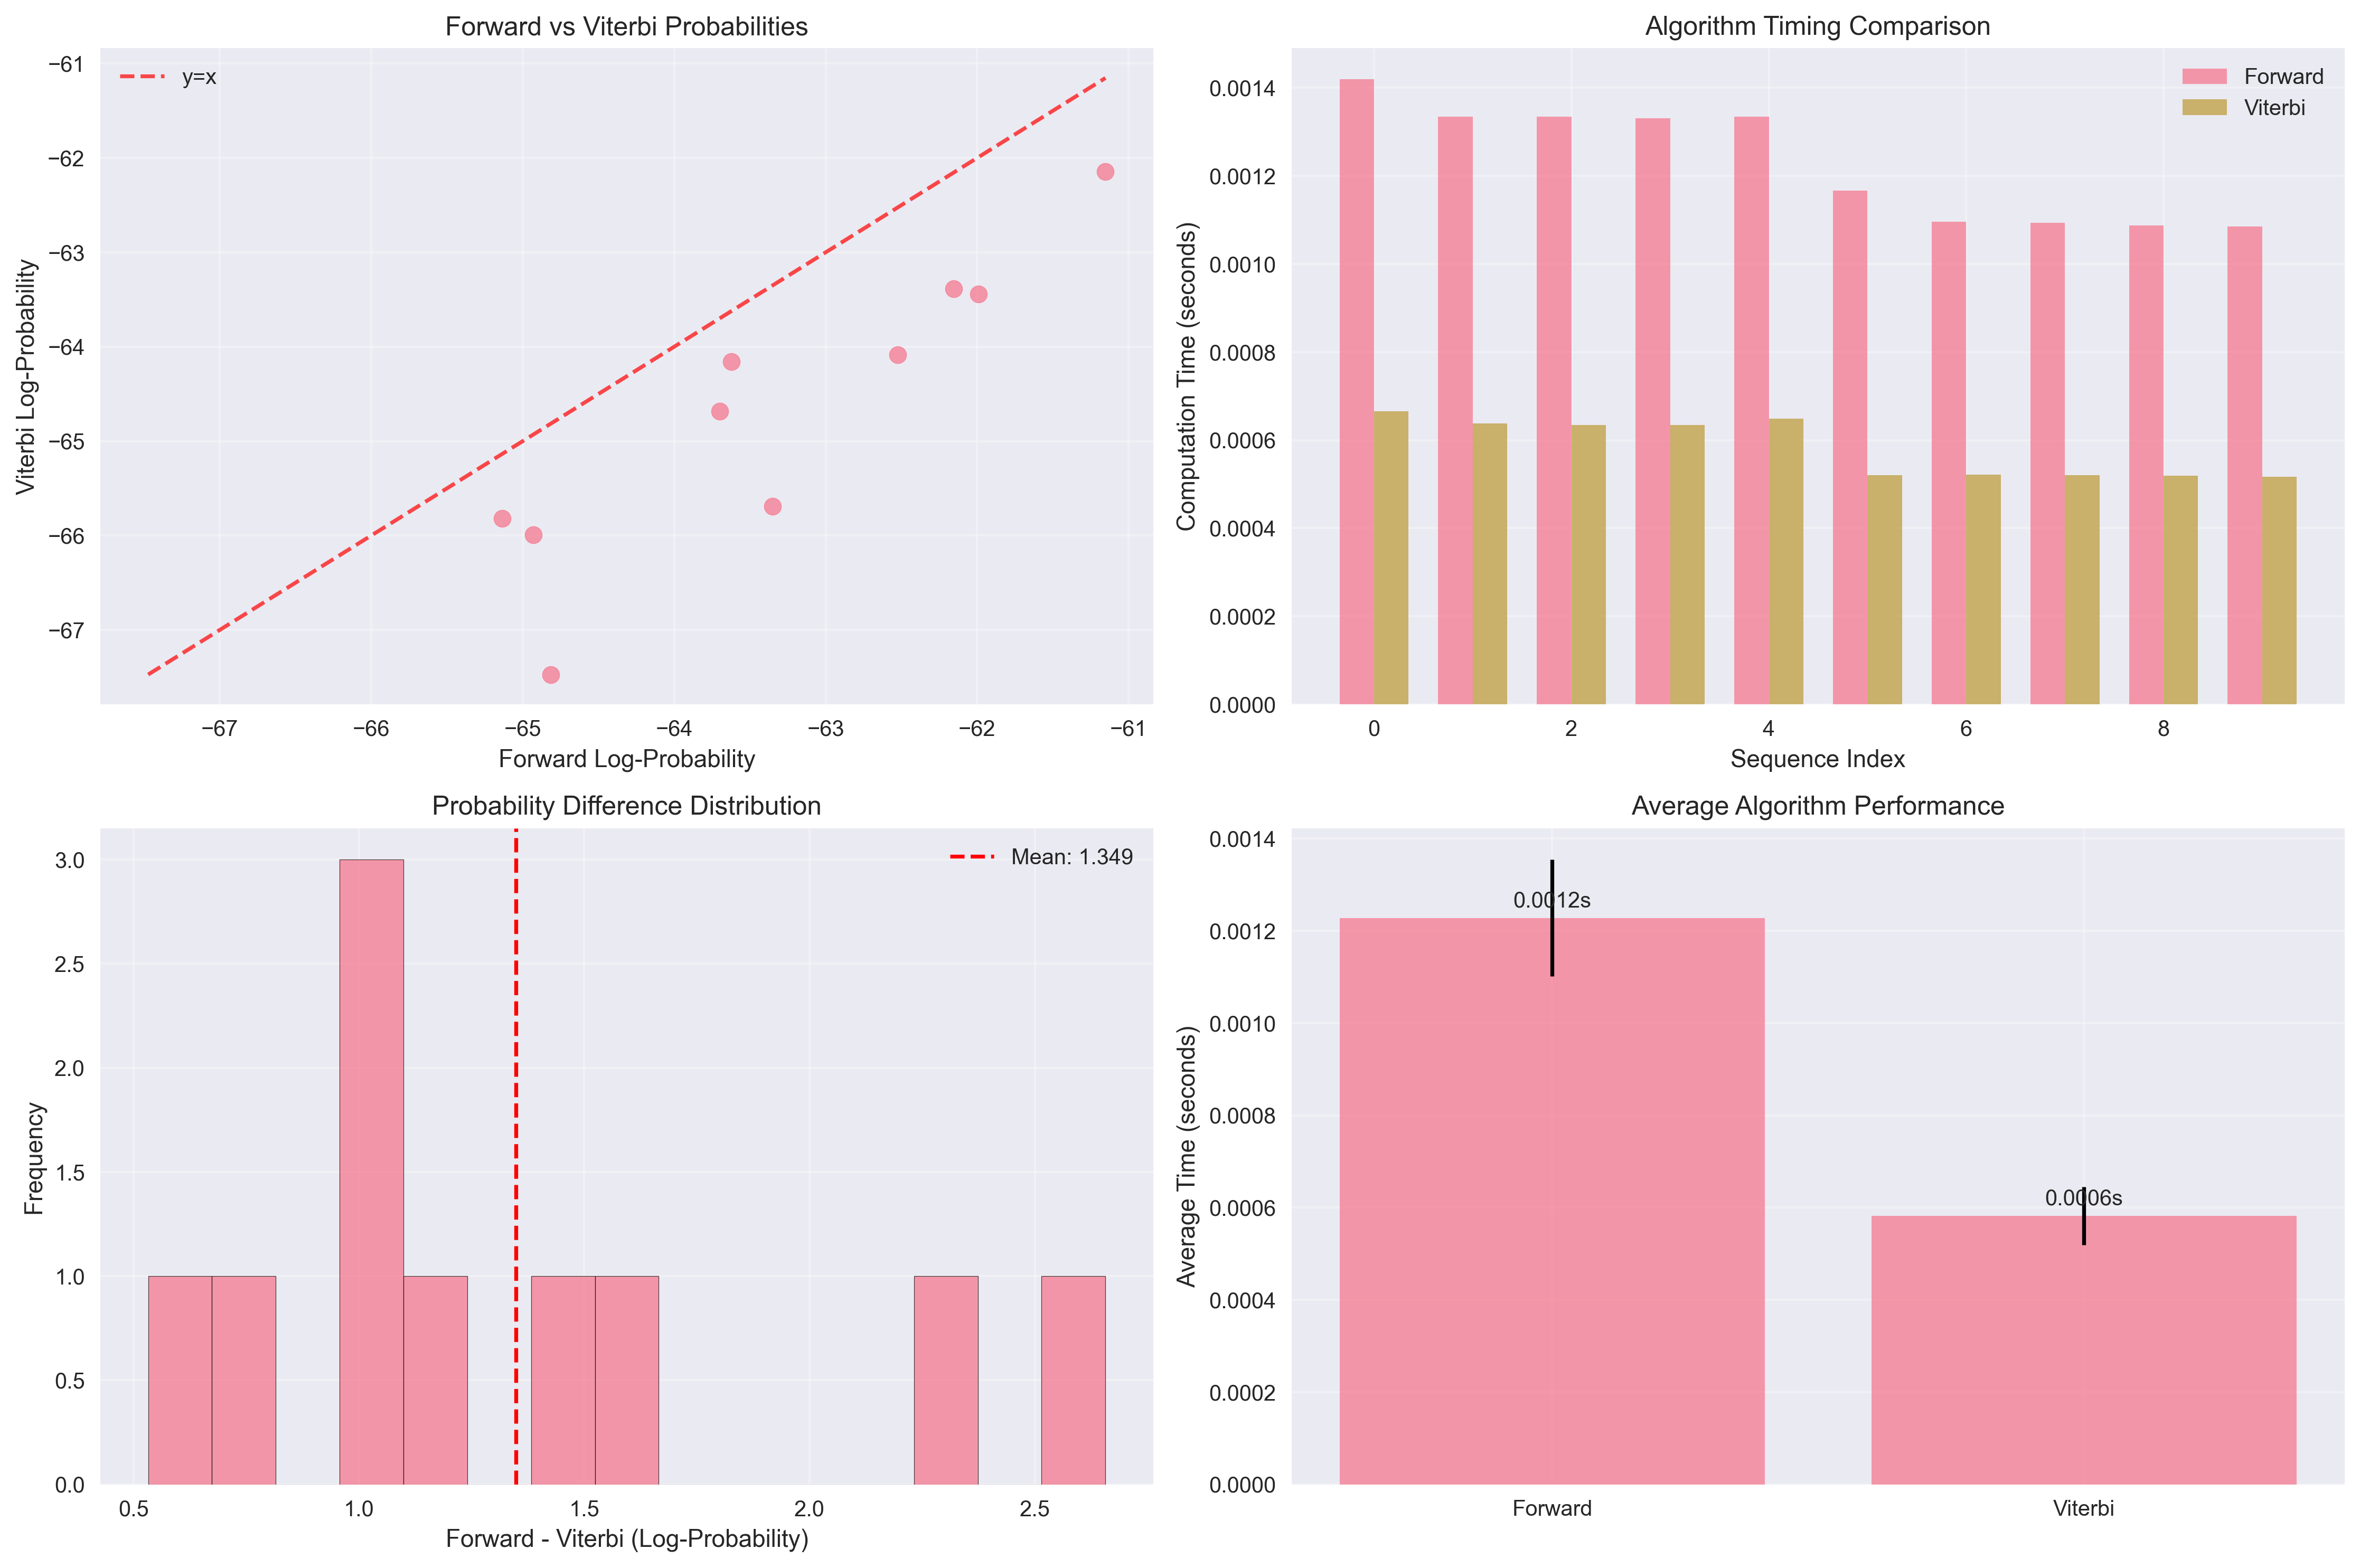 Forward vs Viterbi Probabilities
y=x
−61
−62
−63
−64
−65
−66
−67
Viterbi Log-Probability
−67 −66 −65 −64 −63 −62 −61
Forward Log-Probability
Algorithm Timing Comparison
Forward
Viterbi
0.0014
0.0012
0.0010
0.0008
0.0006
0.0004
0.0002
0.0000
Computation Time (seconds)
0 2 4 6 8
Sequence Index
Probability Difference Distribution
Mean: 1.349
3.0
2.5
2.0
1.5
1.0
0.5
0.0
Frequency
0.5 1.0 1.5 2.0 2.5
Forward - Viterbi (Log-Probability)
Average Algorithm Performance
0.0014
0.0012
0.0010
0.0008
0.0006
0.0004
0.0002
0.0000
Average Time (seconds)
0.0012s
0.0006s
Forward Viterbi